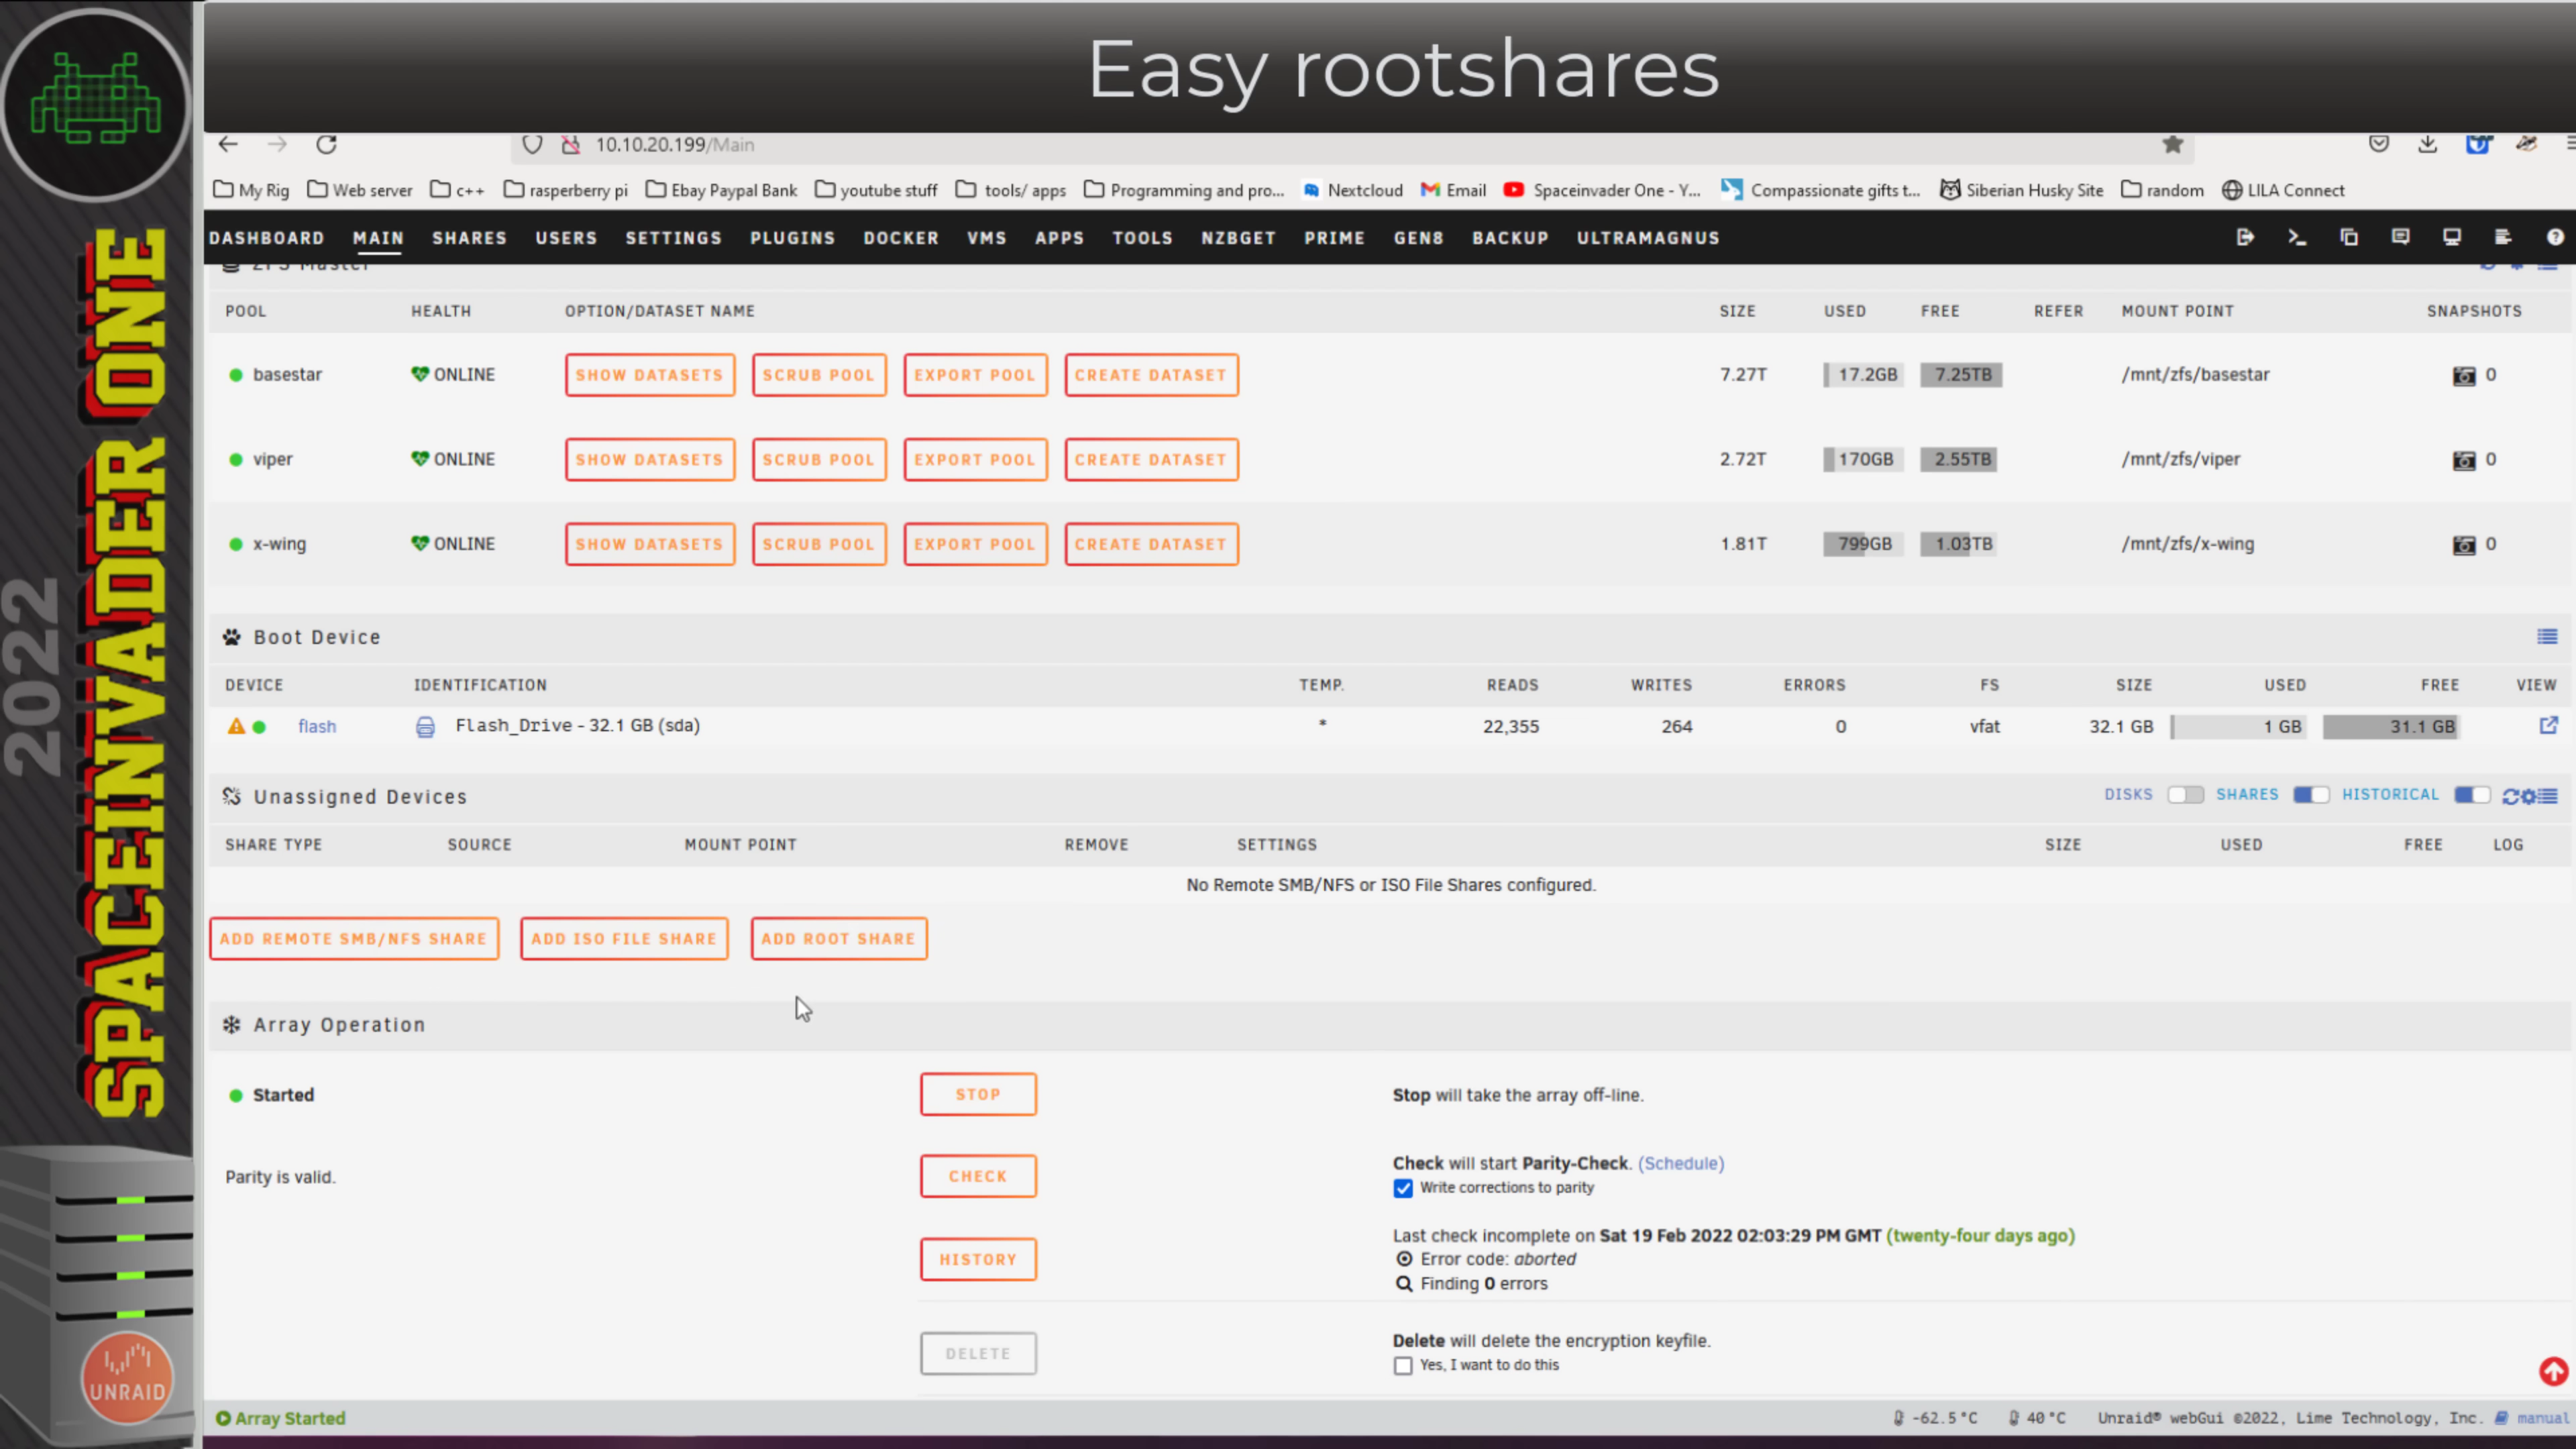 Easy rootshares
10.10.20.199/Main
My Rig Web server c++ rasperberry pi Ebay Paypal Bank youtube stuff tools/ apps Programming and pro... Nextcloud Email Spaceinvader One - Y... Compassionate gifts t... Siberian Husky Site random LILA Connect
DASHBOARD MAIN SHARES USERS SETTINGS PLUGINS DOCKER VMS APPS TOOLS NZBGET PRIME GEN8 BACKUP ULTRAMAGNUS
ZFS Master
POOL HEALTH OPTION/DATASET NAME SIZE USED FREE REFER MOUNT POINT SNAPSHOTS
basestar ONLINE SHOW DATASETS SCRUB POOL EXPORT POOL CREATE DATASET 7.27T 17.2GB 7.25TB /mnt/zfs/basestar 0
viper ONLINE SHOW DATASETS SCRUB POOL EXPORT POOL CREATE DATASET 2.72T 170GB 2.55TB /mnt/zfs/viper 0
x-wing ONLINE SHOW DATASETS SCRUB POOL EXPORT POOL CREATE DATASET 1.81T 799GB 1.03TB /mnt/zfs/x-wing 0
Boot Device
DEVICE IDENTIFICATION TEMP. READS WRITES ERRORS FS SIZE USED FREE VIEW
flash Flash_Drive - 32.1 GB (sda) * 22,355 264 0 vfat 32.1 GB 1 GB 31.1 GB
Unassigned Devices DISKS SHARES HISTORICAL
SHARE TYPE SOURCE MOUNT POINT REMOVE SETTINGS SIZE USED FREE LOG
No Remote SMB/NFS or ISO File Shares configured.
ADD REMOTE SMB/NFS SHARE ADD ISO FILE SHARE ADD ROOT SHARE
Array Operation
Started STOP Stop will take the array off-line.
Parity is valid. CHECK Check will start Parity-Check. (Schedule)
Write corrections to parity
HISTORY Last check incomplete on Sat 19 Feb 2022 02:03:29 PM GMT (twenty-four days ago)
Error code: aborted
Finding 0 errors
DELETE Delete will delete the encryption keyfile.
Yes, I want to do this
Array Started -62.5°C 40°C Unraid® webGui ©2022, Lime Technology, Inc. manual
2022
SPACEINVADER ONE
UNRAID